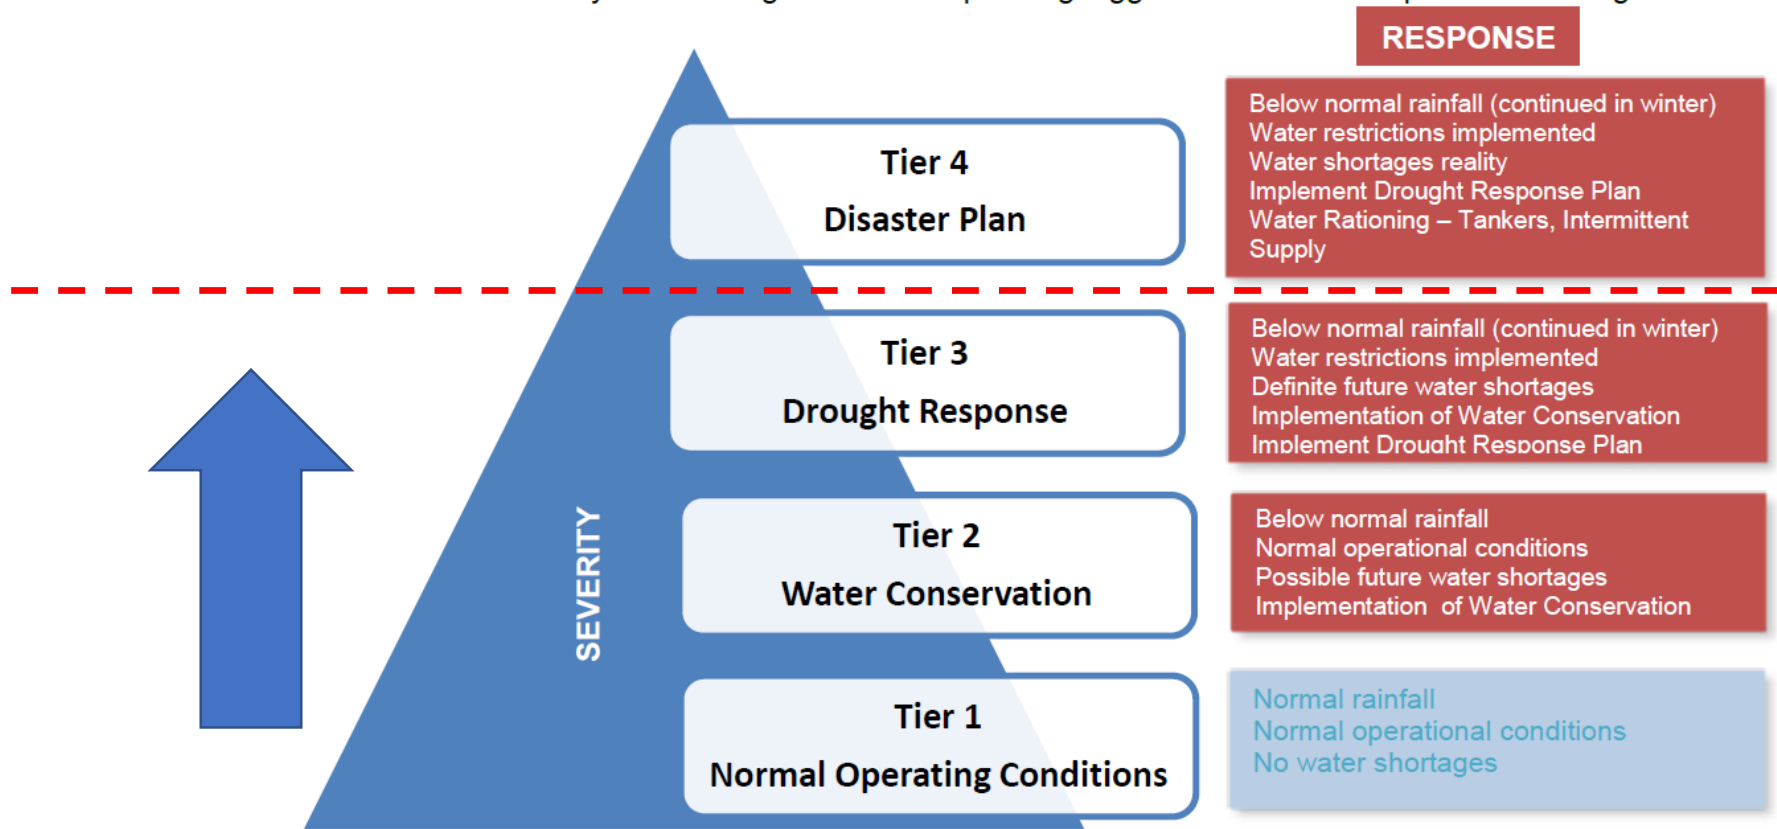 RESPONSE
Tier 4
Disaster Plan
Below normal rainfall (continued in winter)
Water restrictions implemented
Water shortages reality
Implement Drought Response Plan
Water Rationing – Tankers, Intermittent
Supply
Tier 3
Drought Response
Below normal rainfall (continued in winter)
Water restrictions implemented
Definite future water shortages
Implementation of Water Conservation
Implement Drought Response Plan
SEVERITY
Tier 2
Water Conservation
Below normal rainfall
Normal operational conditions
Possible future water shortages
Implementation of Water Conservation
Tier 1
Normal Operating Conditions
Normal rainfall
Normal operational conditions
No water shortages